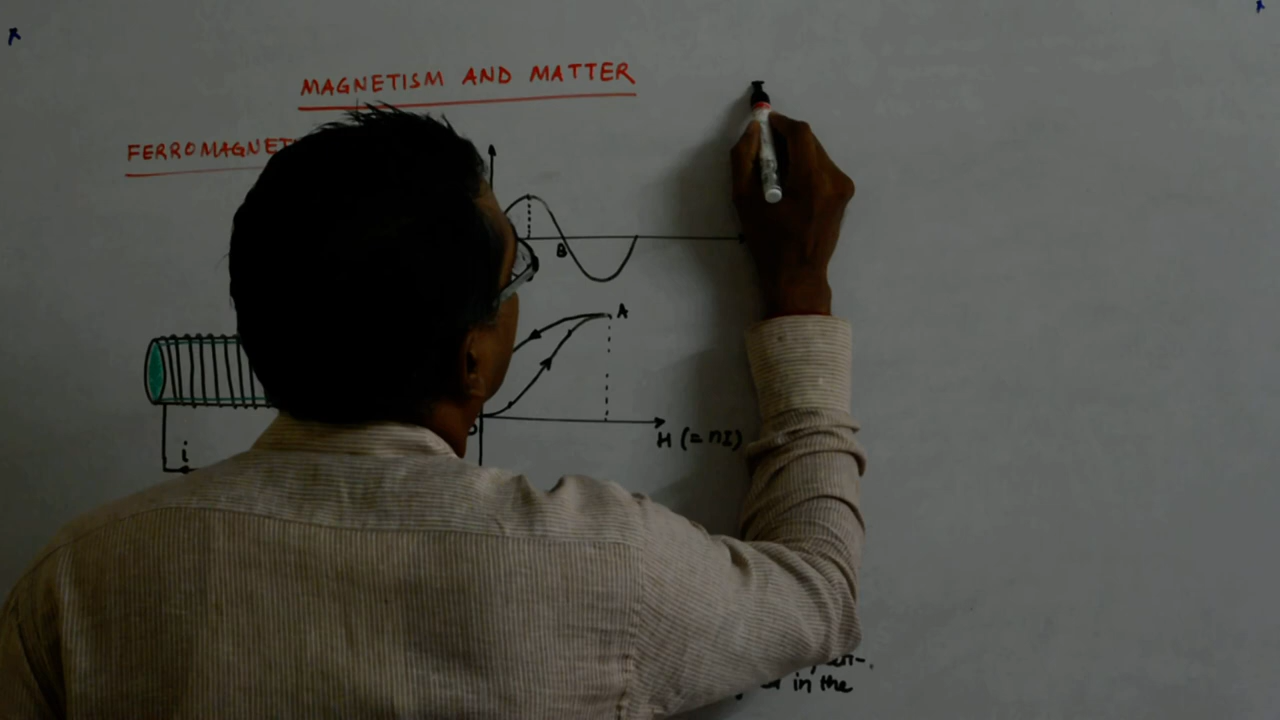 MAGNETISM AND MATTER
FERROMAGNET
B
A
H (= nI)
i
in the